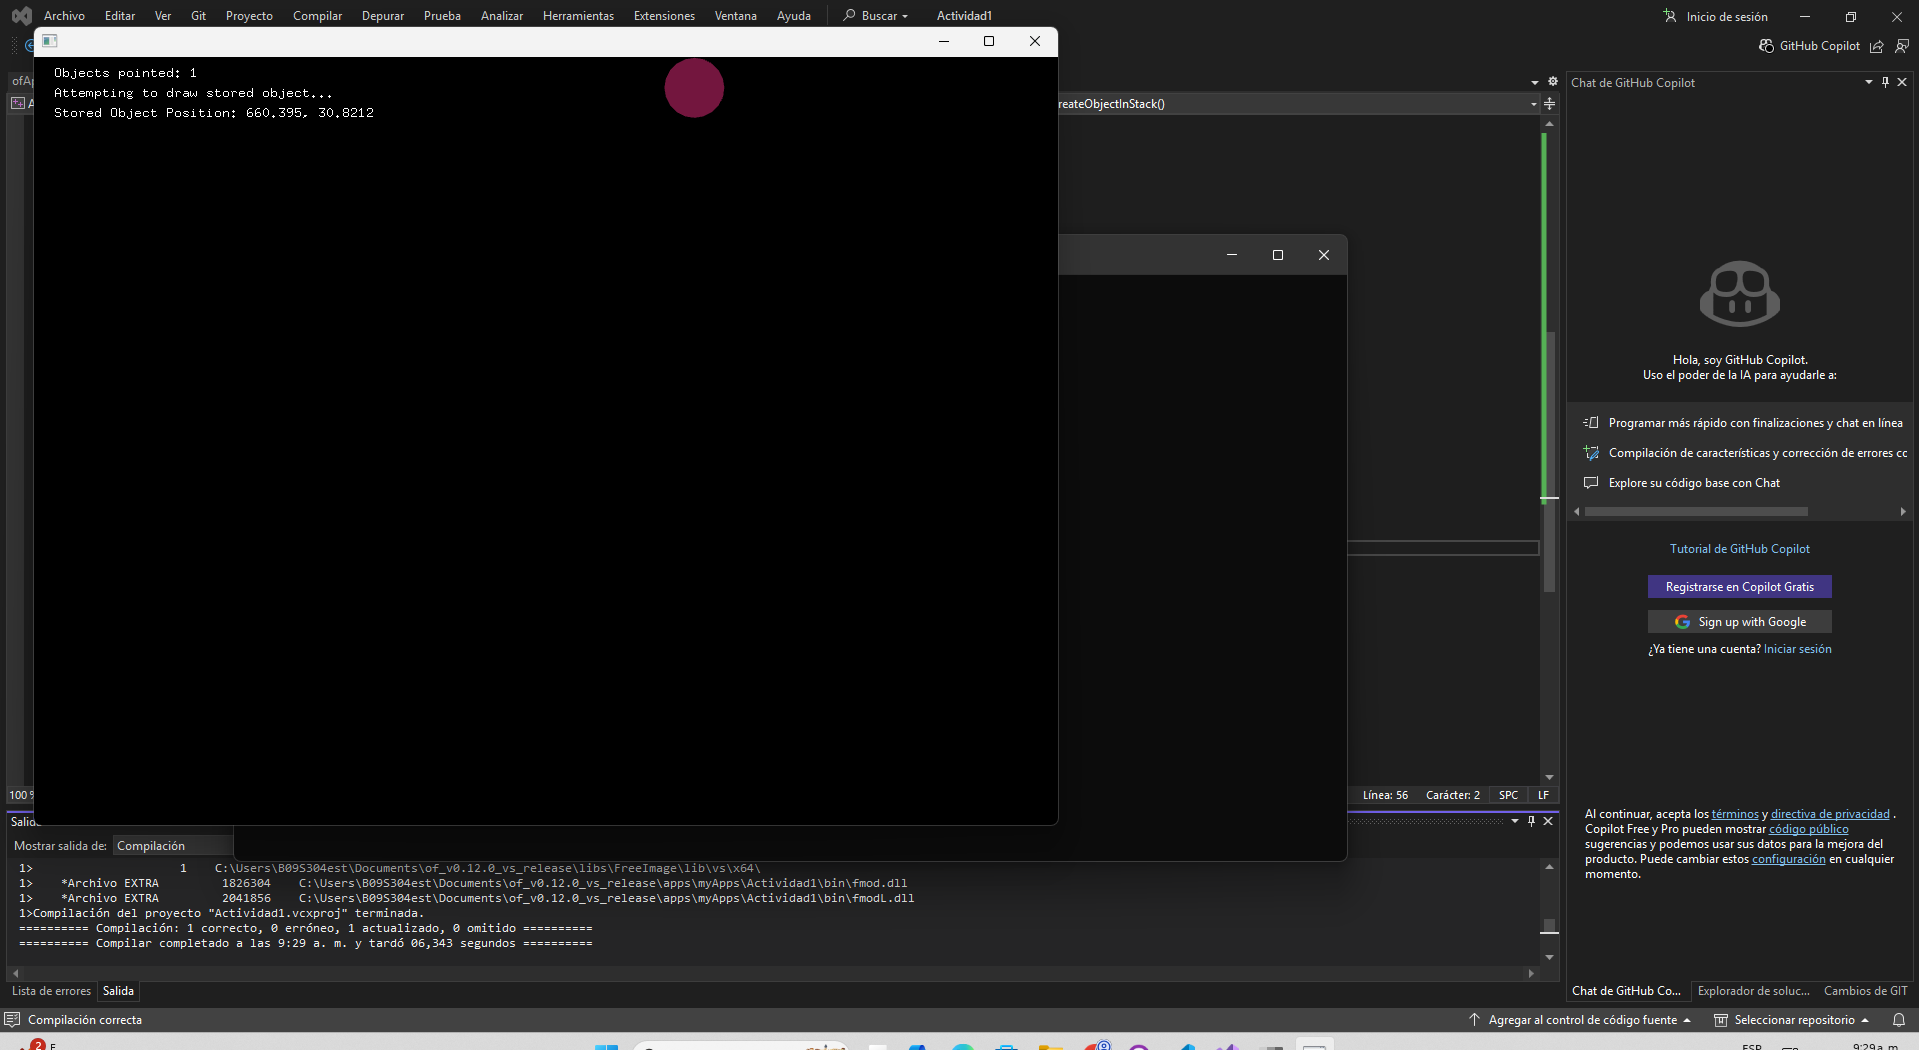 Archivo Editar Ver Git Proyecto Compilar Depurar Prueba Analizar Herramientas Extensiones Ventana Ayuda Buscar Actividad1 Inicio de sesión
GitHub Copilot
Objects pointed: 1
Attempting to draw stored object...
Stored Object Position: 660.395, 30.8212
ofAp
A
reateObjectInStack()
Chat de GitHub Copilot
Hola, soy GitHub Copilot.
Uso el poder de la IA para ayudarle a:
Programar más rápido con finalizaciones y chat en línea
Compilación de características y corrección de errores cc
Explore su código base con Chat
Tutorial de GitHub Copilot
Registrarse en Copilot Gratis
Sign up with Google
¿Ya tiene una cuenta? Iniciar sesión
Al continuar, acepta los términos y directiva de privacidad .
Copilot Free y Pro pueden mostrar código público
sugerencias y podemos usar sus datos para la mejora del
producto. Puede cambiar estos configuración en cualquier
momento.
100 % Línea: 56 Carácter: 2 SPC LF
Salid
Mostrar salida de: Compilación
1> 1 C:\Users\B09S304est\Documents\of_v0.12.0_vs_release\libs\FreeImage\lib\vs\x64\
1> *Archivo EXTRA 1826304 C:\Users\B09S304est\Documents\of_v0.12.0_vs_release\apps\myApps\Actividad1\bin\fmod.dll
1> *Archivo EXTRA 2041856 C:\Users\B09S304est\Documents\of_v0.12.0_vs_release\apps\myApps\Actividad1\bin\fmodL.dll
1>Compilación del proyecto "Actividad1.vcxproj" terminada.
========== Compilación: 1 correcto, 0 erróneo, 1 actualizado, 0 omitido ==========
========== Compilar completado a las 9:29 a. m. y tardó 06,343 segundos ==========
Lista de errores Salida
Chat de GitHub Co... Explorador de soluc... Cambios de GIT
Compilación correcta Agregar al control de código fuente Seleccionar repositorio
2
ESP 9:29 a. m.